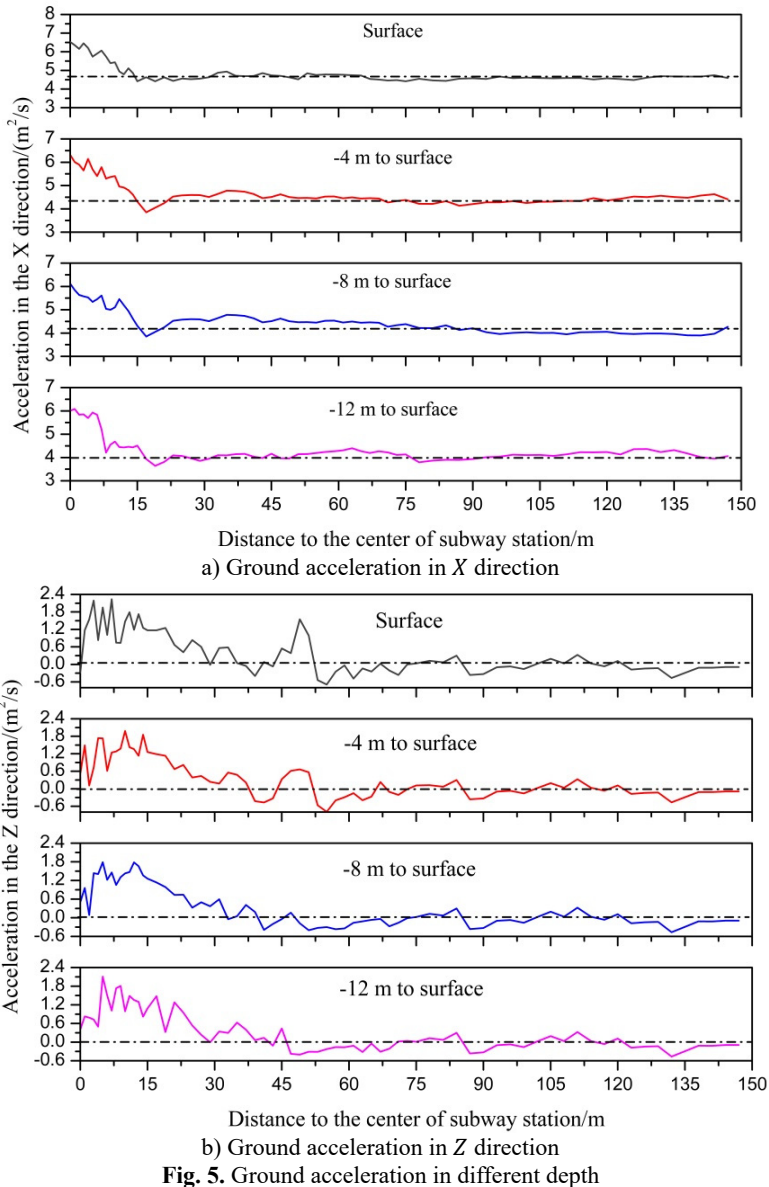 Acceleration in the X direction/(m²/s)
8
7
6
5
4
3
Surface
7
6
5
4
3
-4 m to surface
7
6
5
4
3
-8 m to surface
7
6
5
4
3
-12 m to surface
0 15 30 45 60 75 90 105 120 135 150
Distance to the center of subway station/m
a) Ground acceleration in X direction
Acceleration in the Z direction/(m²/s)
2.4
1.8
1.2
0.6
0.0
-0.6
Surface
2.4
1.8
1.2
0.6
0.0
-0.6
-4 m to surface
2.4
1.8
1.2
0.6
0.0
-0.6
-8 m to surface
2.4
1.8
1.2
0.6
0.0
-0.6
-12 m to surface
0 15 30 45 60 75 90 105 120 135 150
Distance to the center of subway station/m
b) Ground acceleration in Z direction
Fig. 5. Ground acceleration in different depth